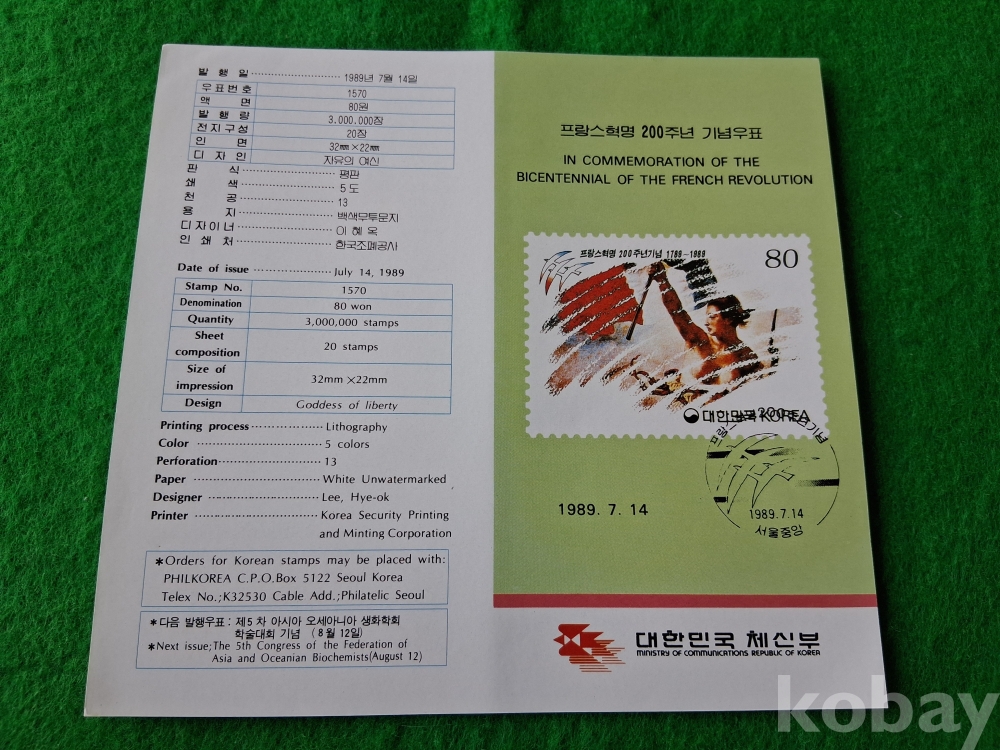 발 행 일 ························ 1989년 7월 14일
우표번호 1570
액 면 80원
발 행 량 3,000,000장
전지구성 20장
인 면 32㎜×22㎜
디 자 인 자유의 여신
판 식 ························ 평판
쇄 색 ························ 5 도
천 공 ························ 13
용 지 ························ 백색무투문지
디자이너 ························ 이 혜 옥
인 쇄 처 ························ 한국조폐공사
Date of issue ···················· July 14, 1989
Stamp No. 1570
Denomination 80 won
Quantity 3,000,000 stamps
Sheet
composition 20 stamps
Size of
impression 32mm×22mm
Design Goddess of liberty
Printing process ·················· Lithography
Color ································ 5 colors
Perforation ·························· 13
Paper ································ White Unwatermarked
Designer ···························· Lee, Hye-ok
Printer ······························ Korea Security Printing
and Minting Corporation
*Orders for Korean stamps may be placed with:
PHILKOREA C.P.O.Box 5122 Seoul Korea
Telex No.;K32530 Cable Add.;Philatelic Seoul
*다음 발행우표 : 제5차 아시아 오세아니아 생화학회
학술대회 기념 (8월 12일)
*Next issue;The 5th Congress of the Federation of
Asia and Oceanian Biochemists(August 12)
프랑스혁명 200주년 기념우표
IN COMMEMORATION OF THE
BICENTENNIAL OF THE FRENCH REVOLUTION
프랑스혁명 200주년기념 1789-1989
80
대한민국 KOREA
프랑스혁명200주년기념
1989.7.14
서울중앙
1989. 7. 14
대한민국 체신부
MINISTRY OF COMMUNICATIONS REPUBLIC OF KOREA
kobay